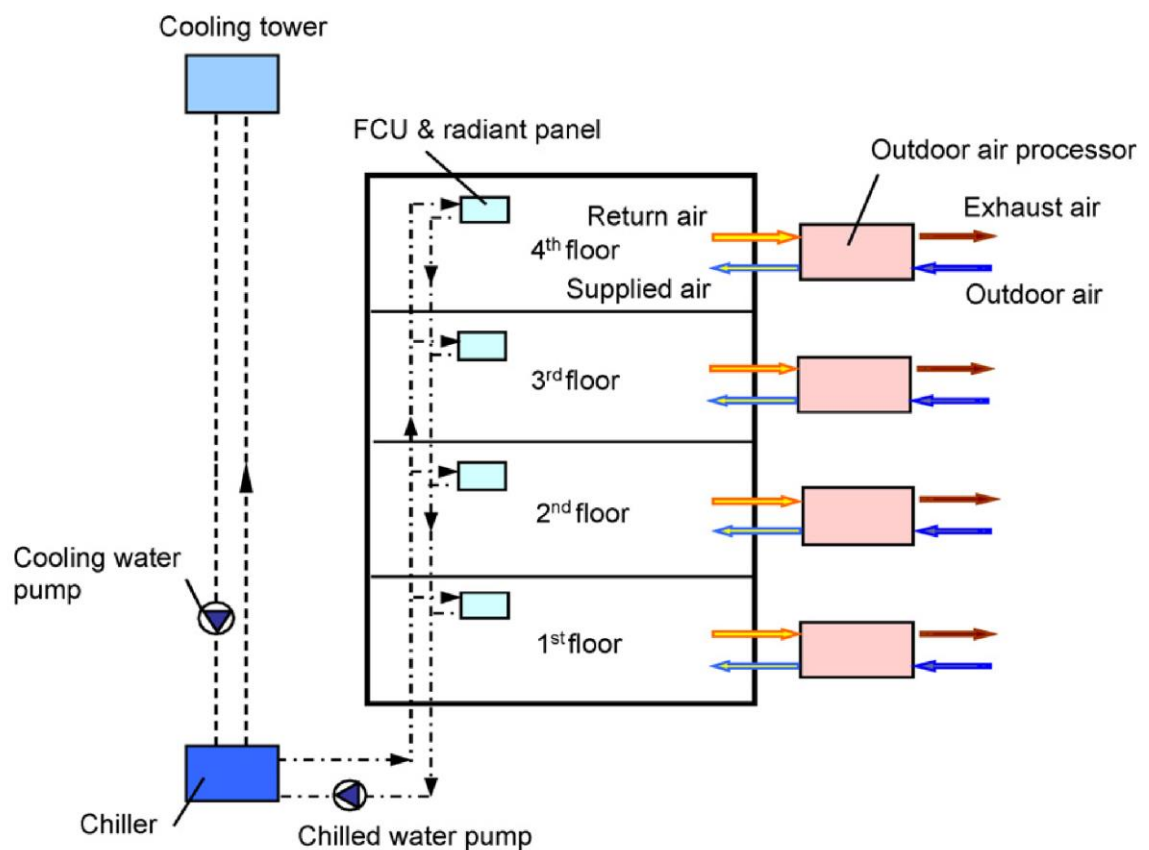 Cooling tower
FCU & radiant panel
Outdoor air processor
Return air
Exhaust air
4th floor
Supplied air
Outdoor air
3rd floor
2nd floor
Cooling water
pump
1st floor
Chiller
Chilled water pump